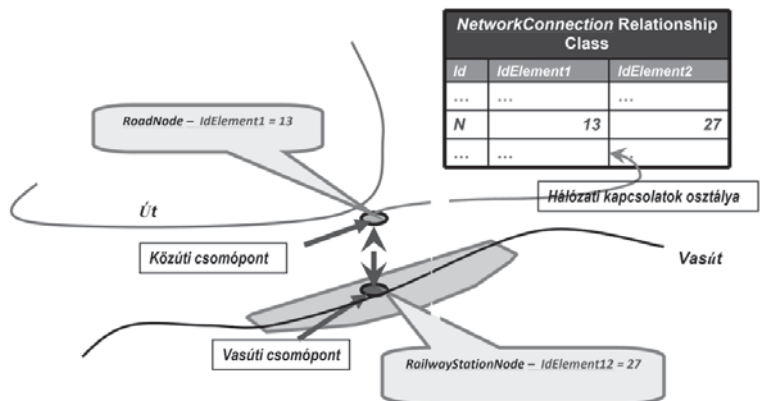 NetworkConnection Relationship
Class
Id IdElement1 IdElement2
... ... ...
N 13 27
... ... ...
RoadNode – IdElement1 = 13
Hálózati kapcsolatok osztálya
Út
Közúti csomópont
Vasút
Vasúti csomópont
RailwayStationNode – IdElement12 = 27